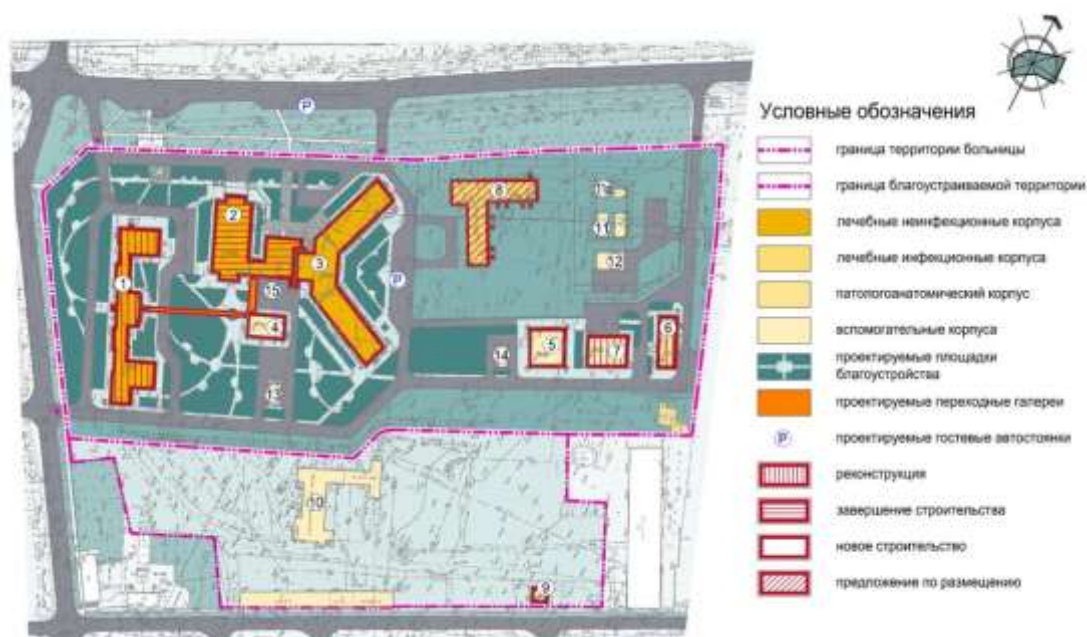 Условные обозначения
граница территории больницы
граница благоустраиваемой территории
лечебные неинфекционные корпуса
лечебные инфекционные корпуса
патологоанатомический корпус
вспомогательные корпуса
проектируемые площадки
благоустройства
проектируемые переходные галереи
P
проектируемые гостевые автостоянки
реконструкция
завершение строительства
новое строительство
предложение по размещению
P
2
8
11
3
12
1
P
15
4
5
7
6
14
13
10
9